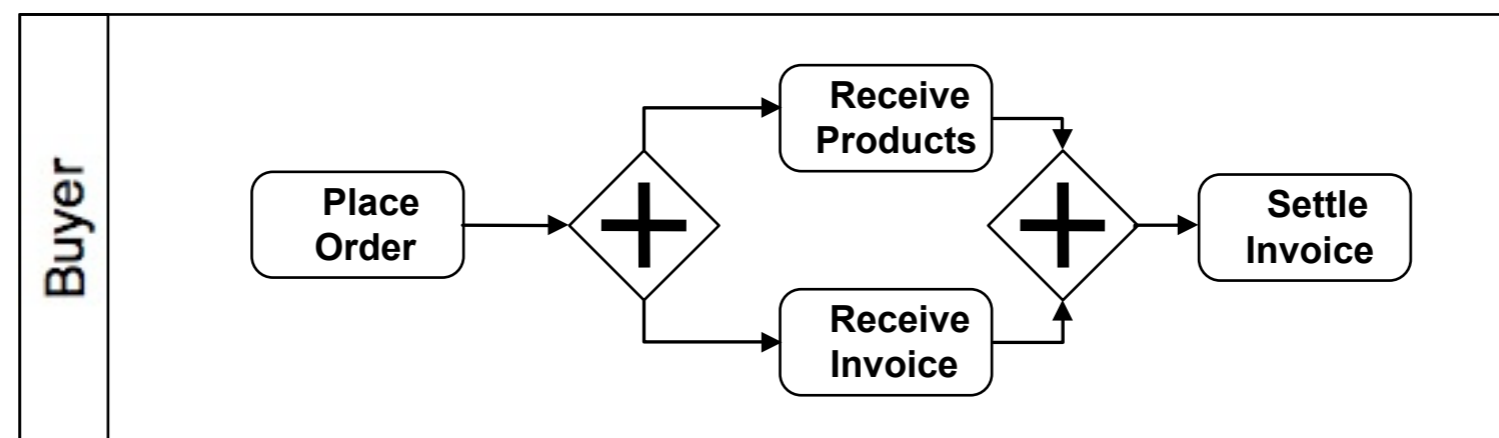 Buyer
Place
Order
Receive
Products
Receive
Invoice
Settle
Invoice